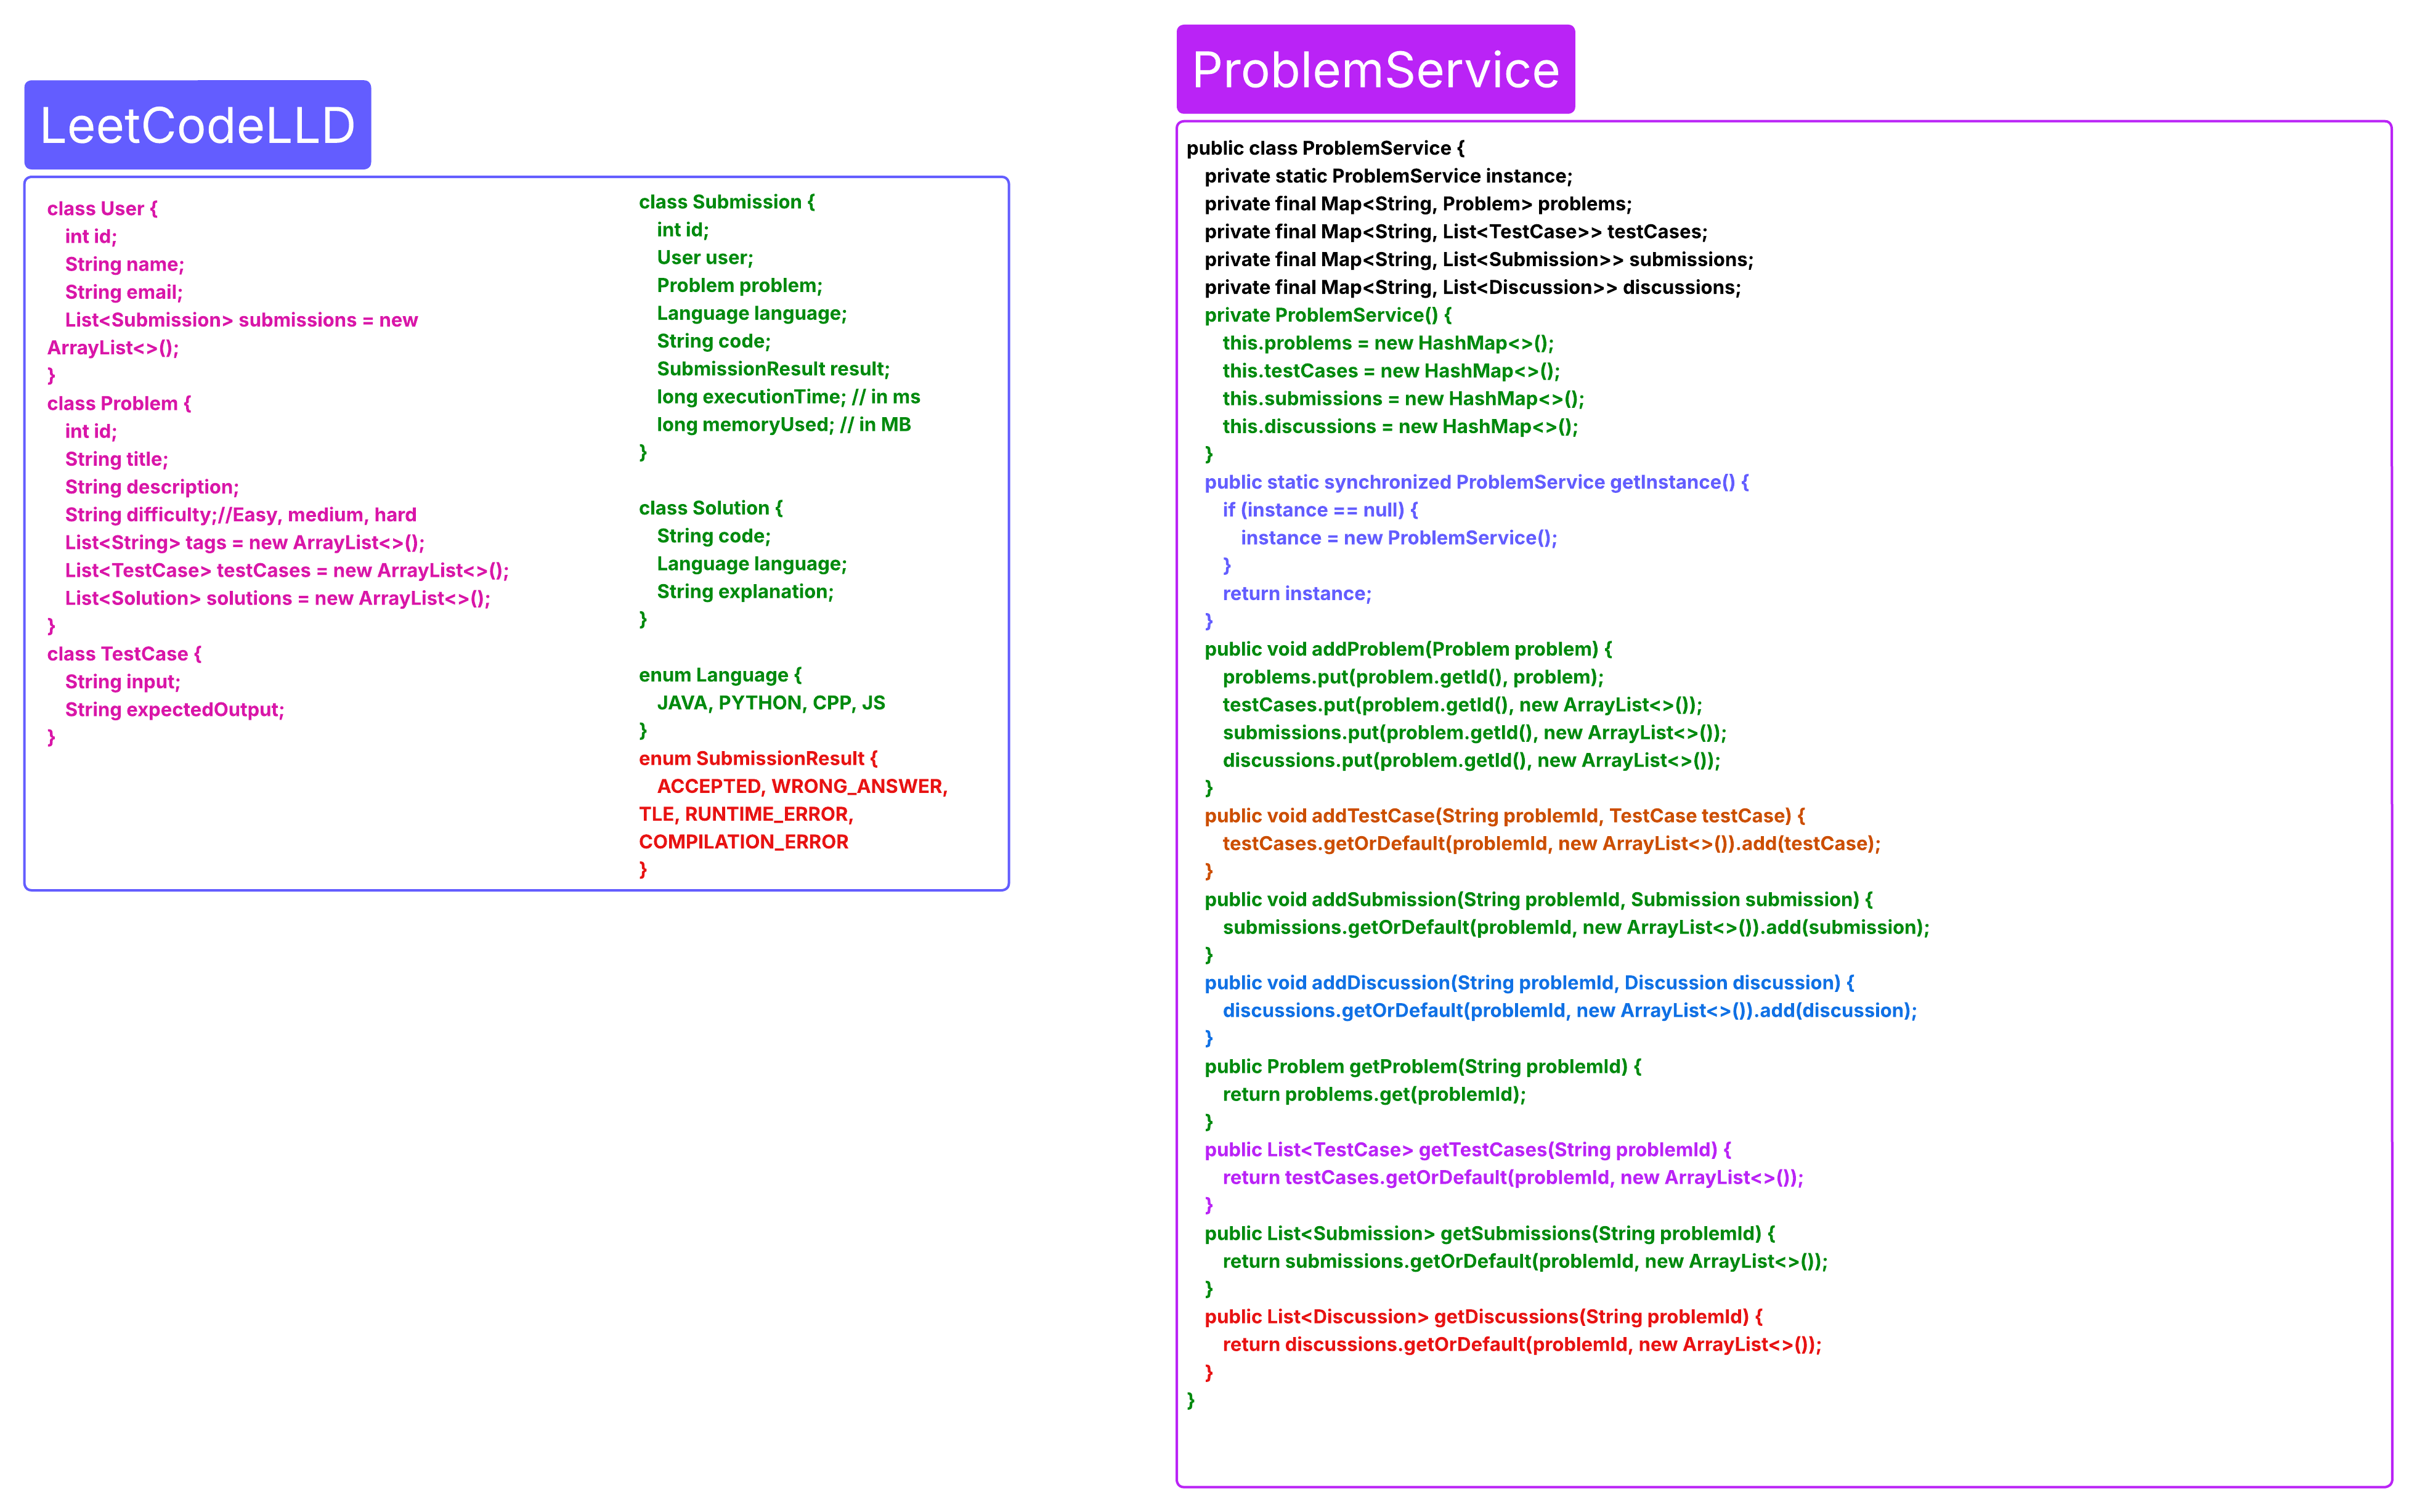 LeetCodeLLD
class User {
    int id;
    String name;
    String email;
    List<Submission> submissions = new
ArrayList<>();
}
class Problem {
    int id;
    String title;
    String description;
    String difficulty;//Easy, medium, hard
    List<String> tags = new ArrayList<>();
    List<TestCase> testCases = new ArrayList<>();
    List<Solution> solutions = new ArrayList<>();
}
class TestCase {
    String input;
    String expectedOutput;
}
class Submission {
    int id;
    User user;
    Problem problem;
    Language language;
    String code;
    SubmissionResult result;
    long executionTime; // in ms
    long memoryUsed; // in MB
}
class Solution {
    String code;
    Language language;
    String explanation;
}
enum Language {
    JAVA, PYTHON, CPP, JS
}
enum SubmissionResult {
    ACCEPTED, WRONG_ANSWER,
TLE, RUNTIME_ERROR,
COMPILATION_ERROR
}
ProblemService
public class ProblemService {
    private static ProblemService instance;
    private final Map<String, Problem> problems;
    private final Map<String, List<TestCase>> testCases;
    private final Map<String, List<Submission>> submissions;
    private final Map<String, List<Discussion>> discussions;
    private ProblemService() {
        this.problems = new HashMap<>();
        this.testCases = new HashMap<>();
        this.submissions = new HashMap<>();
        this.discussions = new HashMap<>();
    }
    public static synchronized ProblemService getInstance() {
        if (instance == null) {
            instance = new ProblemService();
        }
        return instance;
    }
    public void addProblem(Problem problem) {
        problems.put(problem.getId(), problem);
        testCases.put(problem.getId(), new ArrayList<>());
        submissions.put(problem.getId(), new ArrayList<>());
        discussions.put(problem.getId(), new ArrayList<>());
    }
    public void addTestCase(String problemId, TestCase testCase) {
        testCases.getOrDefault(problemId, new ArrayList<>()).add(testCase);
    }
    public void addSubmission(String problemId, Submission submission) {
        submissions.getOrDefault(problemId, new ArrayList<>()).add(submission);
    }
    public void addDiscussion(String problemId, Discussion discussion) {
        discussions.getOrDefault(problemId, new ArrayList<>()).add(discussion);
    }
    public Problem getProblem(String problemId) {
        return problems.get(problemId);
    }
    public List<TestCase> getTestCases(String problemId) {
        return testCases.getOrDefault(problemId, new ArrayList<>());
    }
    public List<Submission> getSubmissions(String problemId) {
        return submissions.getOrDefault(problemId, new ArrayList<>());
    }
    public List<Discussion> getDiscussions(String problemId) {
        return discussions.getOrDefault(problemId, new ArrayList<>());
    }
}